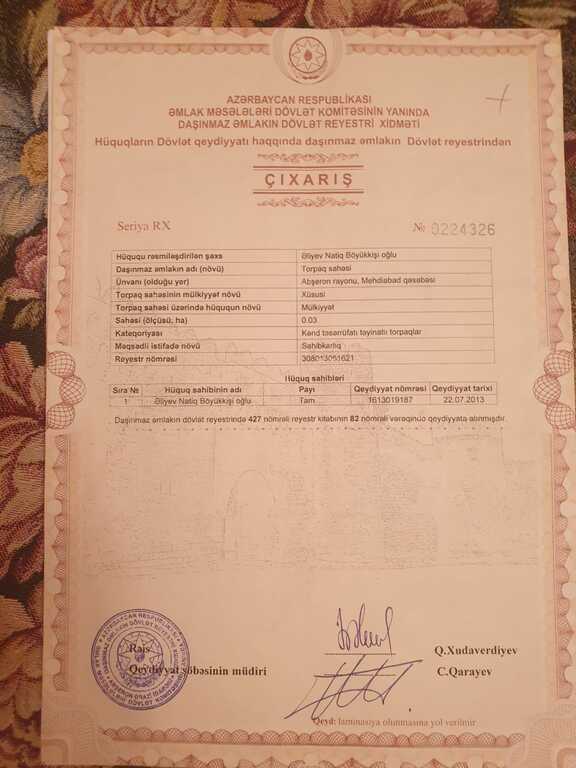 AZƏRBAYCAN RESPUBLİKASI
ƏMLAK MƏSƏLƏLƏRİ DÖVLƏT KOMİTƏSİNİN YANINDA
DAŞINMAZ ƏMLAKIN DÖVLƏT REYESTRİ XİDMƏTİ
Hüquqların Dövlət qeydiyyatı haqqında daşınmaz əmlakın Dövlət reyestrindən
ÇIXARIŞ
Seriya RX № 0224326
Hüququ rəsmiləşdirilən şəxs Əliyev Natiq Böyükkişi oğlu
Daşınmaz əmlakın adı (növü) Torpaq sahəsi
Ünvanı (olduğu yer) Abşeron rayonu, Mehdiabad qəsəbəsi
Torpaq sahəsinin mülkiyyət növü Xüsusi
Torpaq sahəsi üzərində hüququn növü Mülkiyyət
Sahəsi (ölçüsü, ha) 0.03
Kateqoriyası Kənd təsərrüfatı təyinatlı torpaqlar
Məqsədli istifadə növü Sahibkarlıq
Reyestr nömrəsi 308013051621
Hüquq sahibləri
Sıra № Hüquq sahibinin adı Payı Qeydiyyat nömrəsi Qeydiyyat tarixi
1 Əliyev Natiq Böyükkişi oğlu Tam 1613019187 22.07.2013
Daşınmaz əmlakın dövlət reyestrində 427 nömrəli reyestr kitabının 82 nömrəli vərəqində qeydiyyata alınmışdır.
Rəis Q.Xudaverdiyev
Qeydiyyat şöbəsinin müdiri C.Qarayev
Qeyd: laminasiya olunmasına yol verilmir